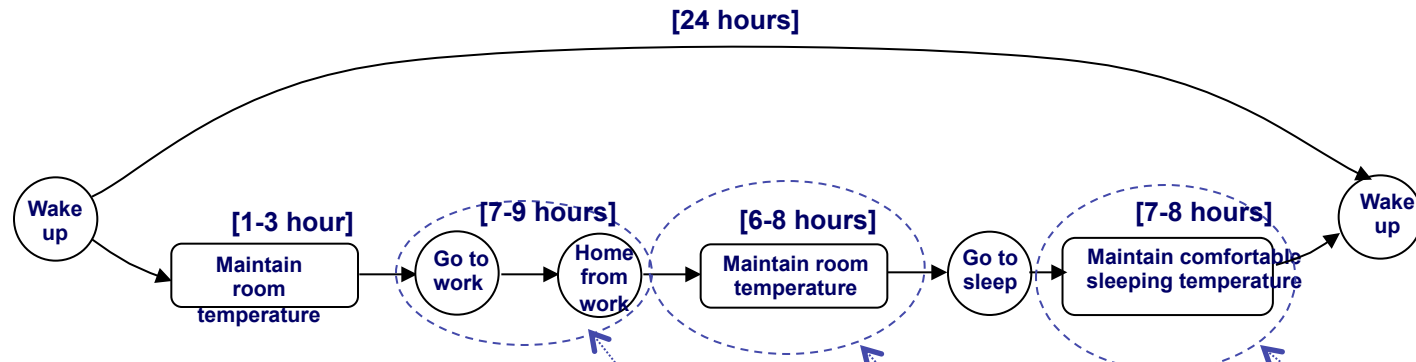 [24 hours]
Wake
up
[1-3 hour]
Maintain
room
temperature
[7-9 hours]
Go to
work
Home
from
work
[6-8 hours]
Maintain room
temperature
Go to
sleep
[7-8 hours]
Maintain comfortable
sleeping temperature
Wake
up